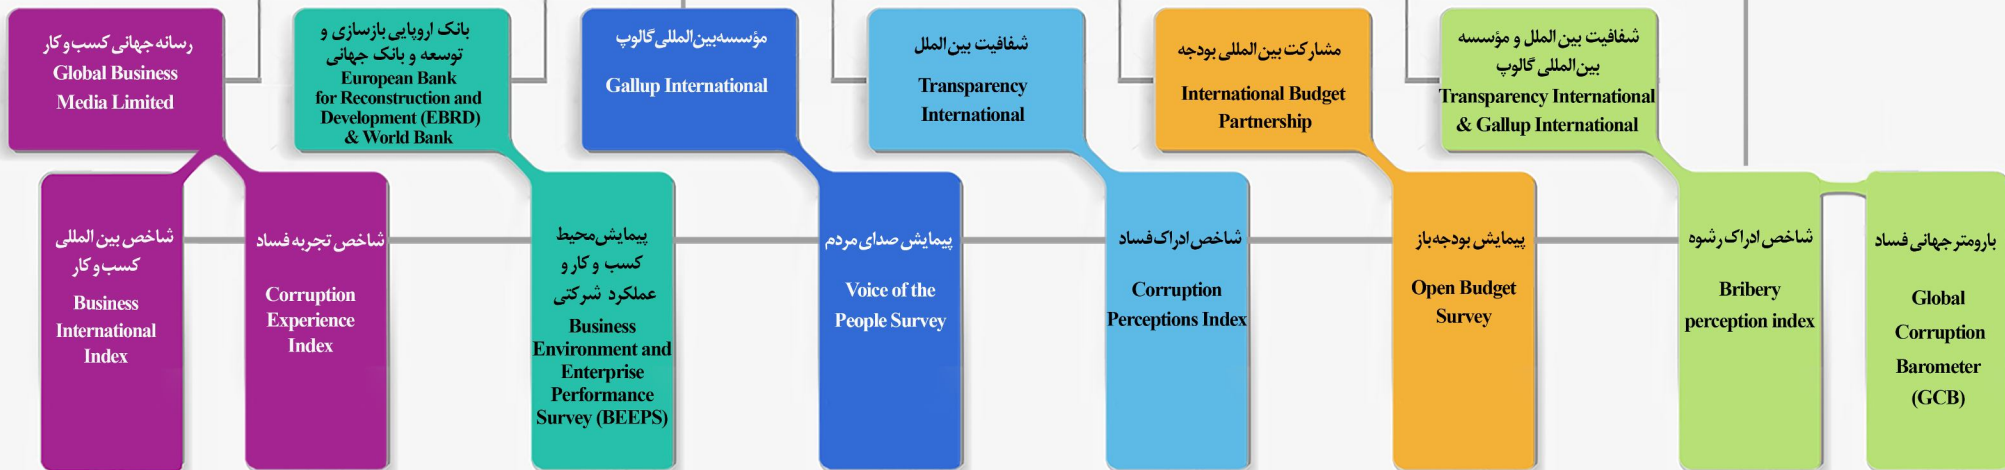 رسانه جهانی کسب‌وکار
Global Business
Media Limited
بانک اروپایی بازسازی و
توسعه و بانک جهانی
European Bank
for Reconstruction and
Development (EBRD)
& World Bank
مؤسسه‌بین‌المللی گالوپ
Gallup International
شفافیت بین‌الملل
Transparency
International
مشارکت بین‌المللی بودجه
International Budget
Partnership
شفافیت بین الملل و مؤسسه
بین‌المللی گالوپ
Transparency International
& Gallup International
شاخص بین المللی
کسب و کار
Business
International
Index
شاخص تجربه فساد
Corruption
Experience
Index
پیمایش‌محیط
کسب و کار و
عملکرد شرکتی
Business
Environment and
Enterprise
Performance
Survey (BEEPS)
پیمایش صدای مردم
Voice of the
People Survey
شاخص ادراک فساد
Corruption
Perceptions Index
پیمایش بودجه‌باز
Open Budget
Survey
شاخص ادراک رشوه
Bribery
perception index
بارومتر جهانی فساد
Global
Corruption
Barometer
(GCB)